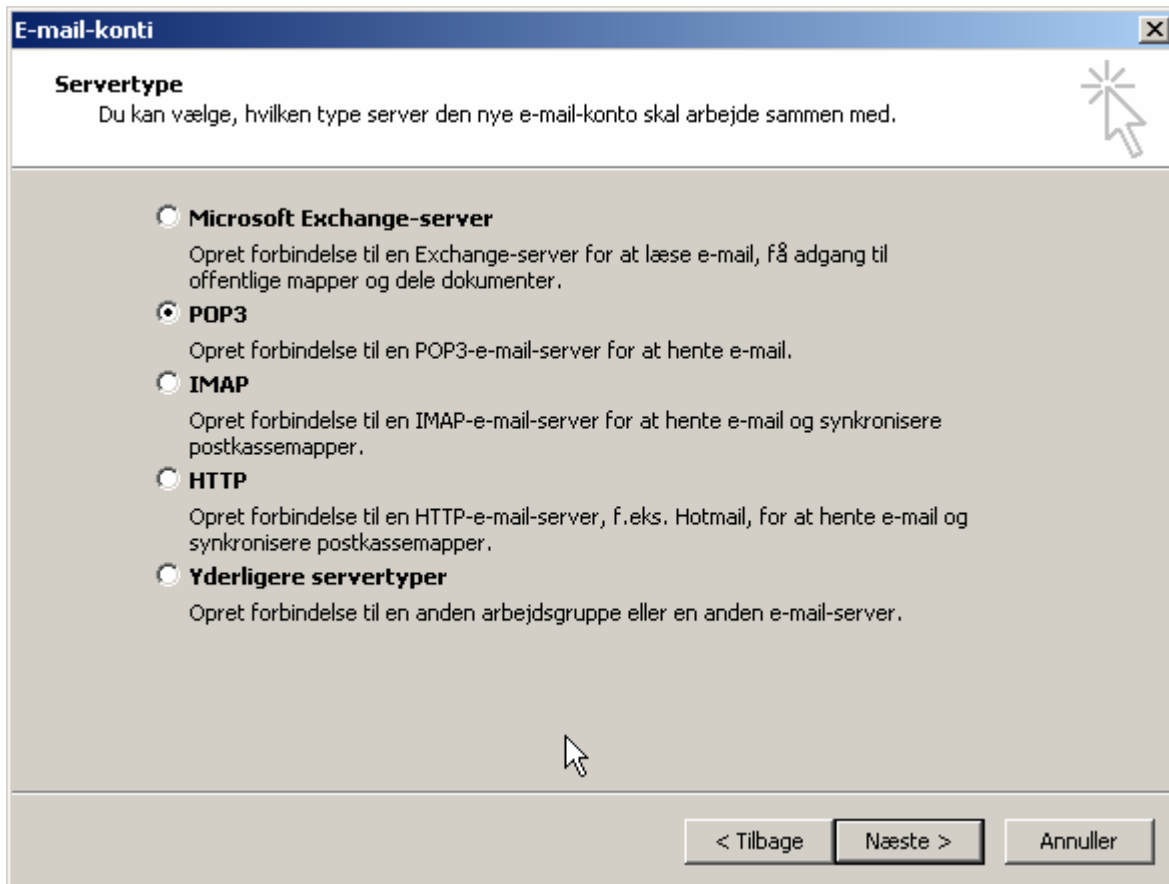 E-mail-konti
Servertype
Du kan vælge, hvilken type server den nye e-mail-konto skal arbejde sammen med.
Microsoft Exchange-server
Opret forbindelse til en Exchange-server for at læse e-mail, få adgang til
offentlige mapper og dele dokumenter.
POP3
Opret forbindelse til en POP3-e-mail-server for at hente e-mail.
IMAP
Opret forbindelse til en IMAP-e-mail-server for at hente e-mail og synkronisere
postkassemapper.
HTTP
Opret forbindelse til en HTTP-e-mail-server, f.eks. Hotmail, for at hente e-mail og
synkronisere postkassemapper.
Yderligere servertyper
Opret forbindelse til en anden arbejdsgruppe eller en anden e-mail-server.
< Tilbage
Næste >
Annuller